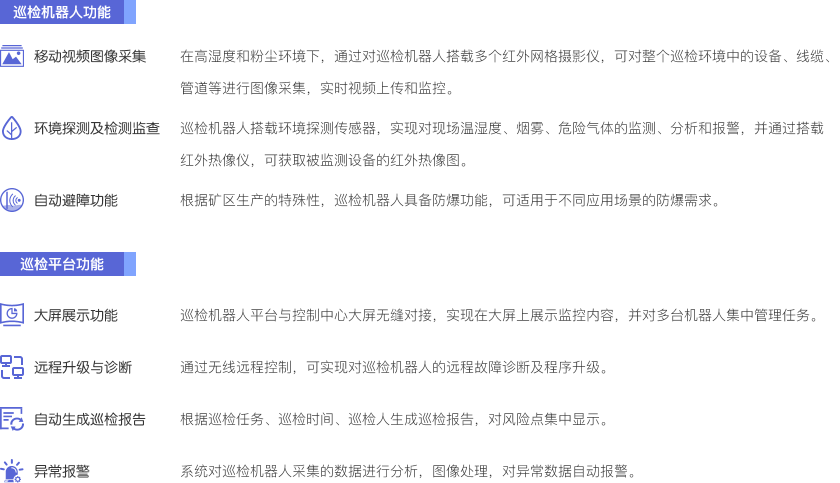 巡检机器人功能
移动视频图像采集
在高湿度和粉尘环境下，通过对巡检机器人搭载多个红外网格摄影仪，可对整个巡检环境中的设备、线缆、
管道等进行图像采集，实时视频上传和监控。
环境探测及检测监查
巡检机器人搭载环境探测传感器，实现对现场温湿度、烟雾、危险气体的监测、分析和报警，并通过搭载
红外热像仪，可获取被监测设备的红外热像图。
自动避障功能
根据矿区生产的特殊性，巡检机器人具备防爆功能，可适用于不同应用场景的防爆需求。
巡检平台功能
大屏展示功能
巡检机器人平台与控制中心大屏无缝对接，实现在大屏上展示监控内容，并对多台机器人集中管理任务。
远程升级与诊断
通过无线远程控制，可实现对巡检机器人的远程故障诊断及程序升级。
自动生成巡检报告
根据巡检任务、巡检时间、巡检人生成巡检报告，对风险点集中显示。
异常报警
系统对巡检机器人采集的数据进行分析，图像处理，对异常数据自动报警。